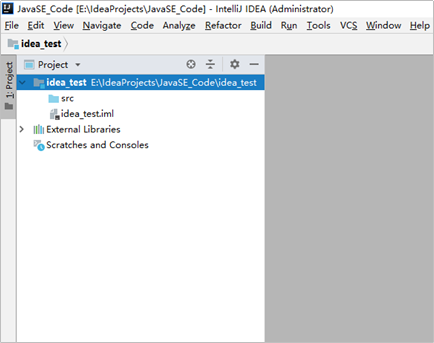 JavaSE_Code [E:\IdeaProjects\JavaSE_Code] - IntelliJ IDEA (Administrator)
File Edit View Navigate Code Analyze Refactor Build Run Tools VCS Window Help
idea_test
1: Project
Project
idea_test E:\IdeaProjects\JavaSE_Code\idea_test
src
idea_test.iml
External Libraries
Scratches and Consoles